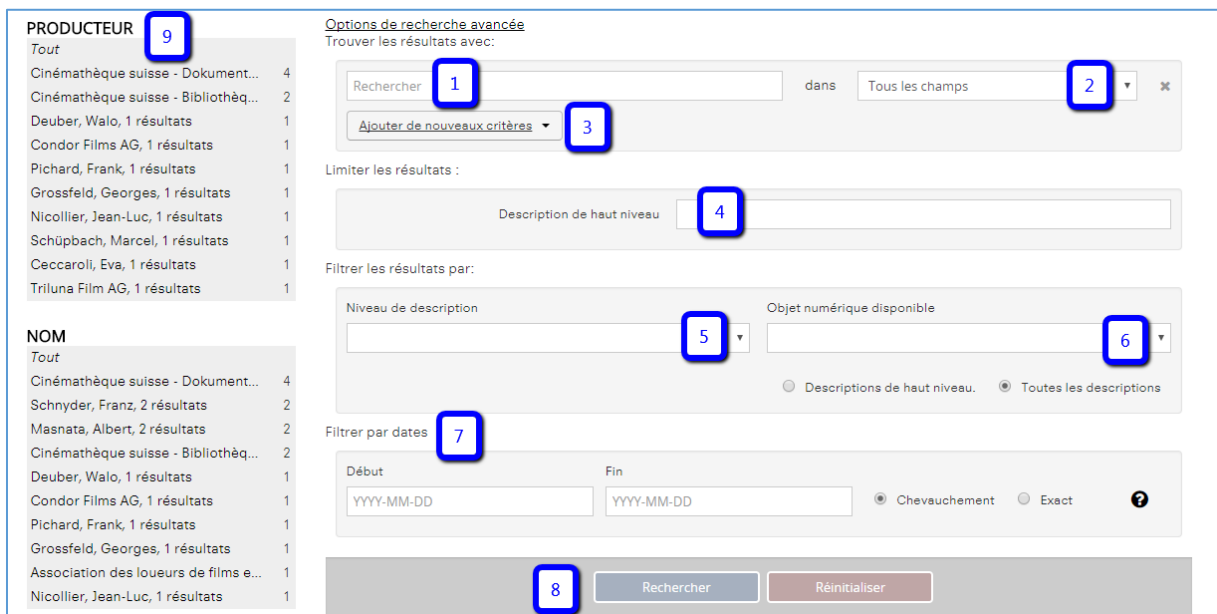 PRODUCTEUR 9
Tout
Cinémathèque suisse - Dokument... 4
Cinémathèque suisse - Bibliothèq... 2
Deuber, Walo, 1 résultats 1
Condor Films AG, 1 résultats 1
Pichard, Frank, 1 résultats 1
Grossfeld, Georges, 1 résultats 1
Nicollier, Jean-Luc, 1 résultats 1
Schüpbach, Marcel, 1 résultats 1
Ceccaroli, Eva, 1 résultats 1
Triluna Film AG, 1 résultats 1
NOM
Tout
Cinémathèque suisse - Dokument... 4
Schnyder, Franz, 2 résultats 2
Masnata, Albert, 2 résultats 2
Cinémathèque suisse - Bibliothèq... 2
Deuber, Walo, 1 résultats 1
Condor Films AG, 1 résultats 1
Pichard, Frank, 1 résultats 1
Grossfeld, Georges, 1 résultats 1
Association des loueurs de films e... 1
Nicollier, Jean-Luc, 1 résultats 1
Options de recherche avancée
Trouver les résultats avec:
Rechercher 1 dans Tous les champs 2
Ajouter de nouveaux critères 3
Limiter les résultats :
Description de haut niveau 4
Filtrer les résultats par:
Niveau de description Objet numérique disponible
5 6
Descriptions de haut niveau. Toutes les descriptions
Filtrer par dates 7
Début Fin
YYYY-MM-DD YYYY-MM-DD Chevauchement Exact ?
8 Rechercher Réinitialiser